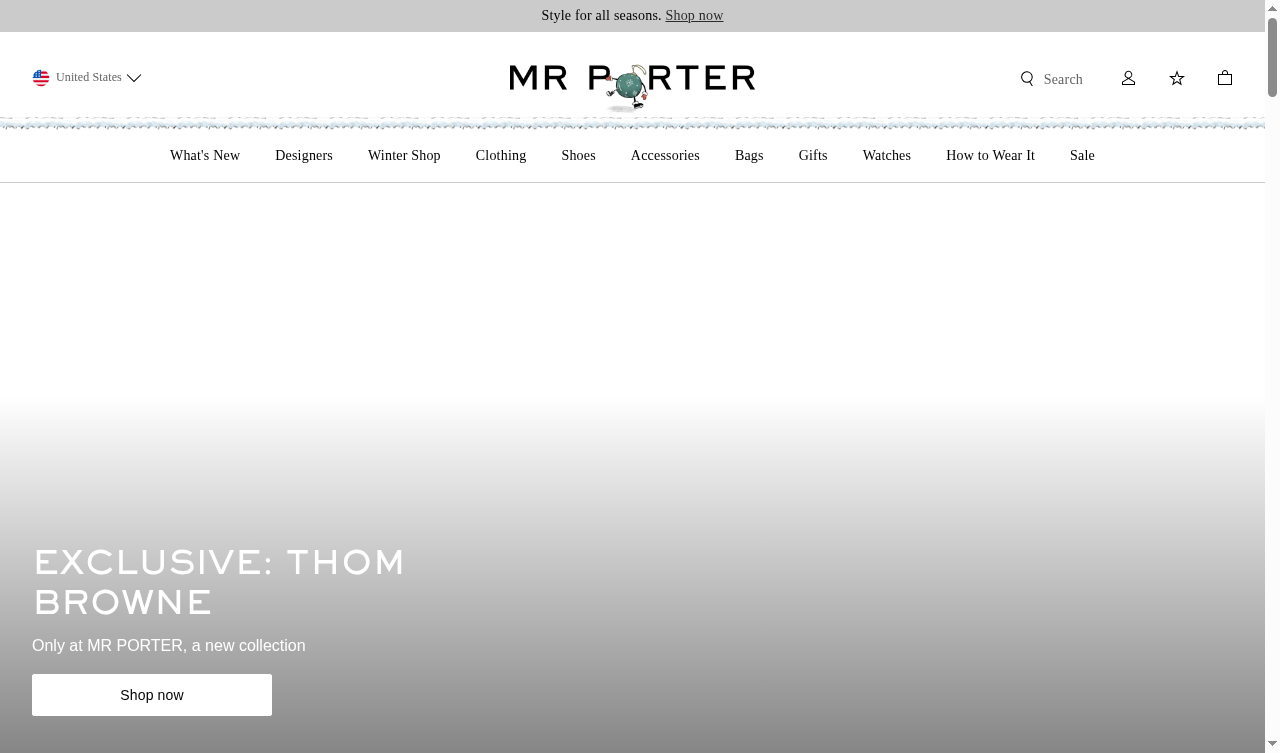 Style for all seasons. Shop now
United States
MR PORTER
Search
What's New
Designers
Winter Shop
Clothing
Shoes
Accessories
Bags
Gifts
Watches
How to Wear It
Sale
EXCLUSIVE: THOM
BROWNE
Only at MR PORTER, a new collection
Shop now